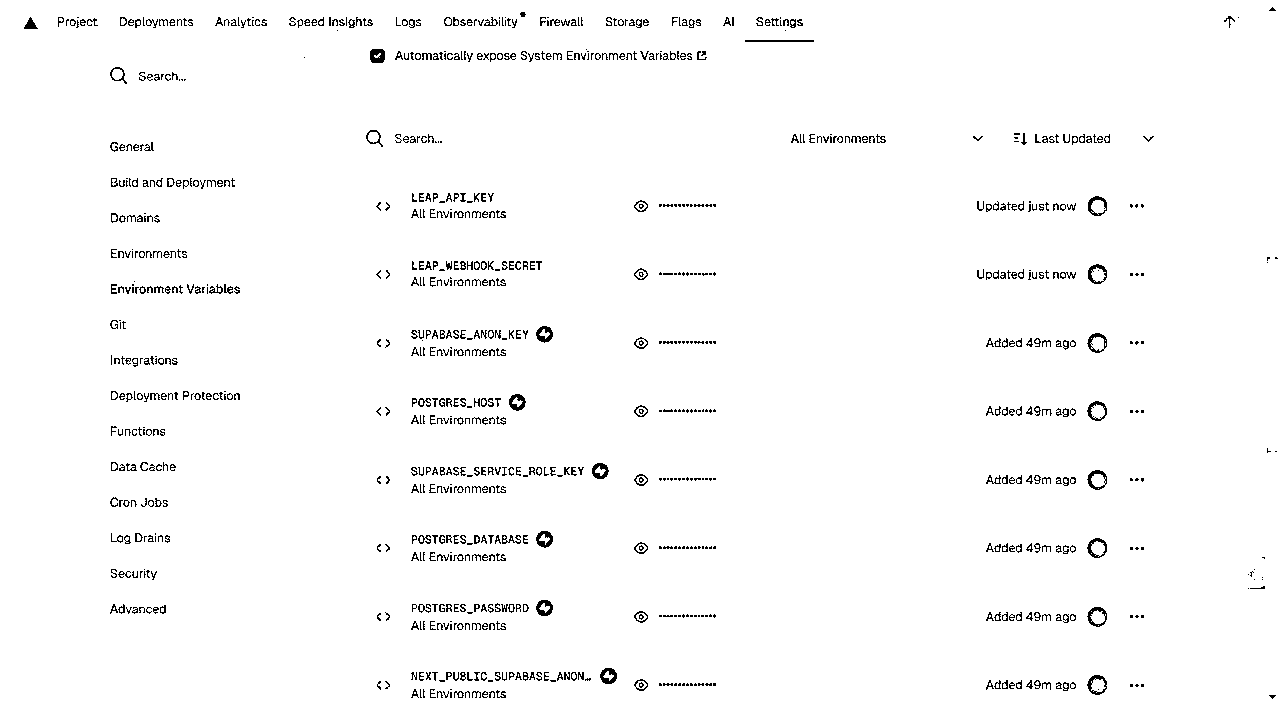 Project Deployments Analytics Speed Insights Logs Observability Firewall Storage Flags AI Settings
Automatically expose System Environment Variables
Search...
Search...
All Environments
Last Updated
General
Build and Deployment
Domains
Environments
Environment Variables
Git
Integrations
Deployment Protection
Functions
Data Cache
Cron Jobs
Log Drains
Security
Advanced
LEAP_API_KEY
All Environments
Updated just now
LEAP_WEBHOOK_SECRET
All Environments
Updated just now
SUPABASE_ANON_KEY
All Environments
Added 49m ago
POSTGRES_HOST
All Environments
Added 49m ago
SUPABASE_SERVICE_ROLE_KEY
All Environments
Added 49m ago
POSTGRES_DATABASE
All Environments
Added 49m ago
POSTGRES_PASSWORD
All Environments
Added 49m ago
NEXT_PUBLIC_SUPABASE_ANON...
All Environments
Added 49m ago